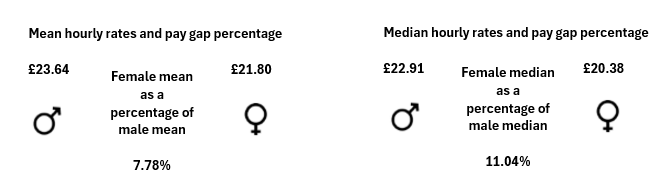 Mean hourly rates and pay gap percentage
£23.64
Female mean
as a
percentage of
male mean
£21.80
7.78%
Median hourly rates and pay gap percentage
£22.91
Female median
as a
percentage of
male median
£20.38
11.04%